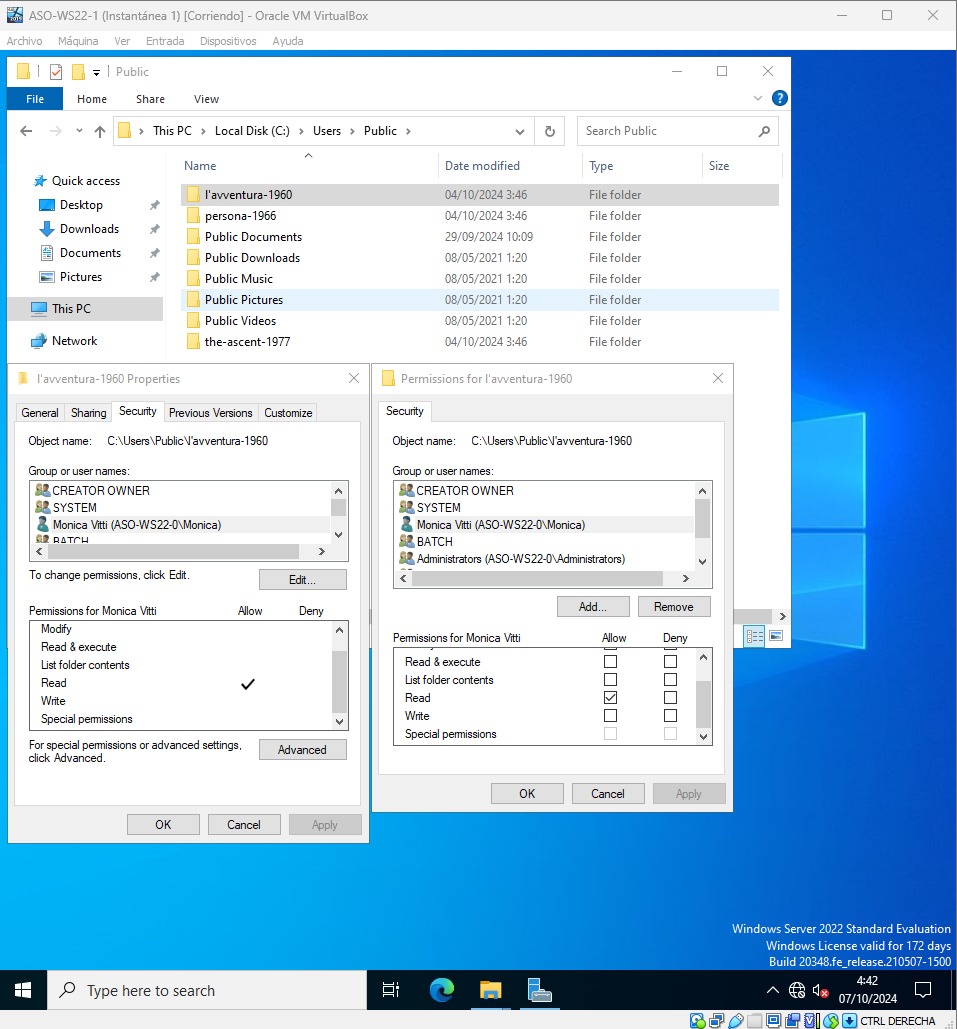 ASO-WS22-1 (Instantánea 1) [Corriendo] - Oracle VM VirtualBox
Archivo Máquina Ver Entrada Dispositivos Ayuda
Public
File Home Share View
This PC Local Disk (C:) Users Public
Search Public
Name Date modified Type Size
Quick access
Desktop
Downloads
Documents
Pictures
This PC
Network
l'avventura-1960 04/10/2024 3:46 File folder
persona-1966 04/10/2024 3:46 File folder
Public Documents 29/09/2024 10:09 File folder
Public Downloads 08/05/2021 1:20 File folder
Public Music 08/05/2021 1:20 File folder
Public Pictures 08/05/2021 1:20 File folder
Public Videos 08/05/2021 1:20 File folder
the-ascent-1977 04/10/2024 3:46 File folder
l'avventura-1960 Properties
General Sharing Security Previous Versions Customize
Object name: C:\Users\Public\l'avventura-1960
Group or user names:
CREATOR OWNER
SYSTEM
Monica Vitti (ASO-WS22-0\Monica)
BATCH
To change permissions, click Edit.
Edit...
Permissions for Monica Vitti Allow Deny
Modify
Read & execute
List folder contents
Read
Write
Special permissions
For special permissions or advanced settings,
click Advanced.
Advanced
OK Cancel Apply
Permissions for l'avventura-1960
Security
Object name: C:\Users\Public\l'avventura-1960
Group or user names:
CREATOR OWNER
SYSTEM
Monica Vitti (ASO-WS22-0\Monica)
BATCH
Administrators (ASO-WS22-0\Administrators)
Add... Remove
Permissions for Monica Vitti Allow Deny
Read & execute
List folder contents
Read
Write
Special permissions
OK Cancel Apply
Windows Server 2022 Standard Evaluation
Windows License valid for 172 days
Build 20348.fe_release.210507-1500
Type here to search
4:42
07/10/2024
CTRL DERECHA